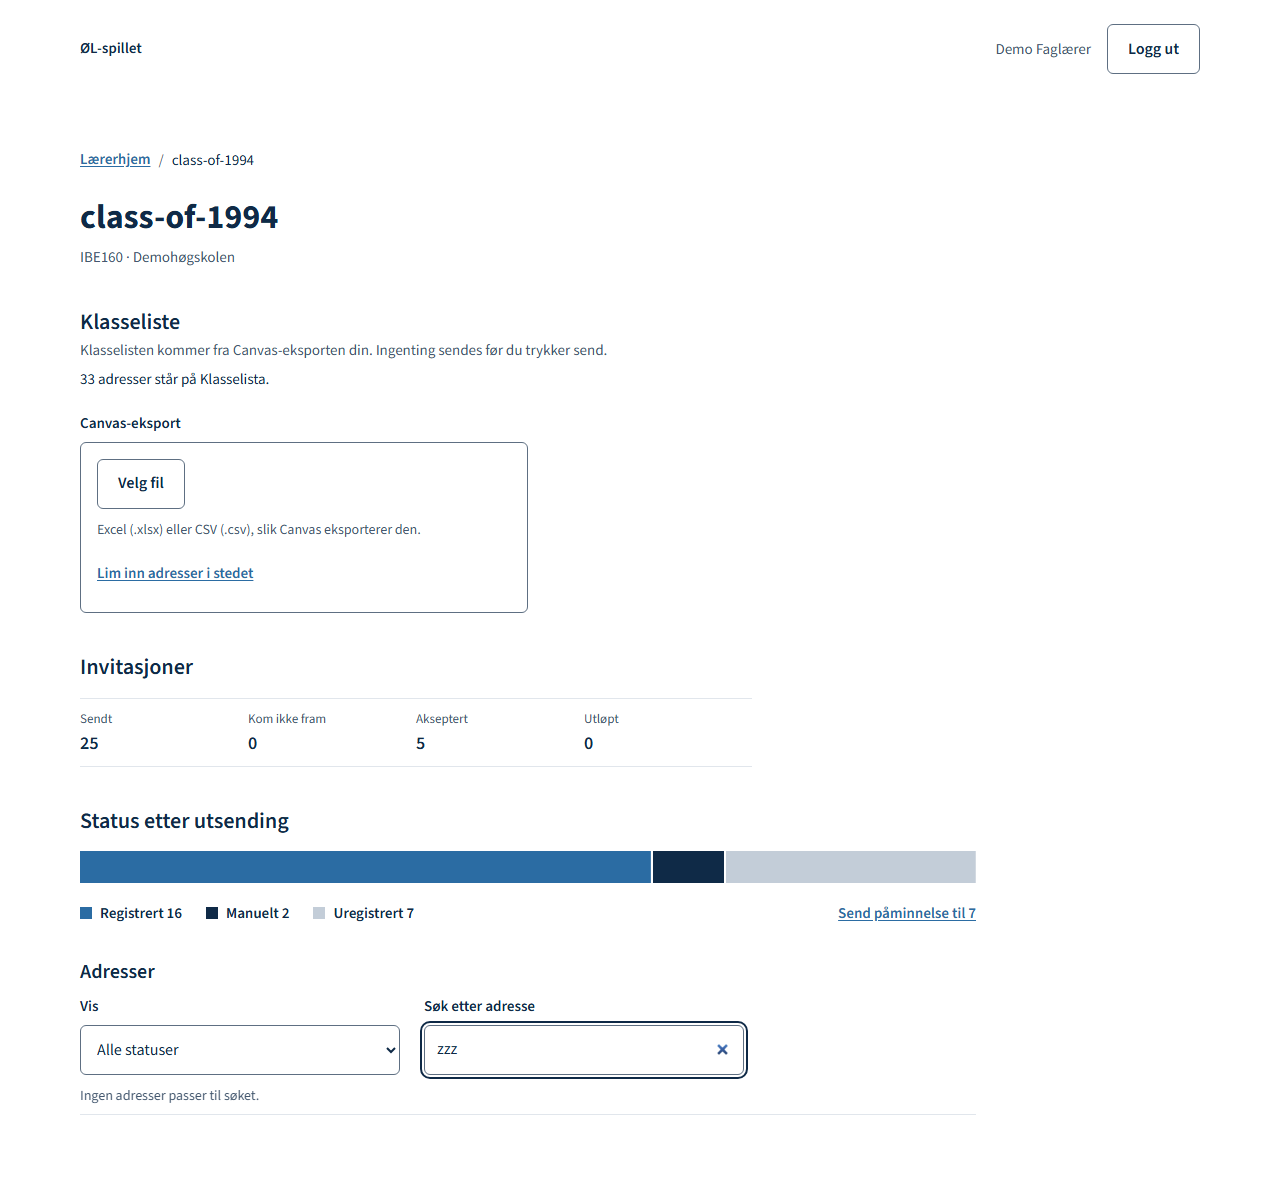 ØL-spillet
Demo Faglærer
Logg ut
Lærerhjem / class-of-1994
class-of-1994
IBE160 · Demohøgskolen
Klasseliste
Klasselisten kommer fra Canvas-eksporten din. Ingenting sendes før du trykker send.
33 adresser står på Klasselista.
Canvas-eksport
Velg fil
Excel (.xlsx) eller CSV (.csv), slik Canvas eksporterer den.
Lim inn adresser i stedet
Invitasjoner
Sendt Kom ikke fram Akseptert Utløpt
25 0 5 0
Status etter utsending
Registrert 16 Manuelt 2 Uregistrert 7 Send påminnelse til 7
Adresser
Vis Søk etter adresse
Alle statuser zzz
Ingen adresser passer til søket.